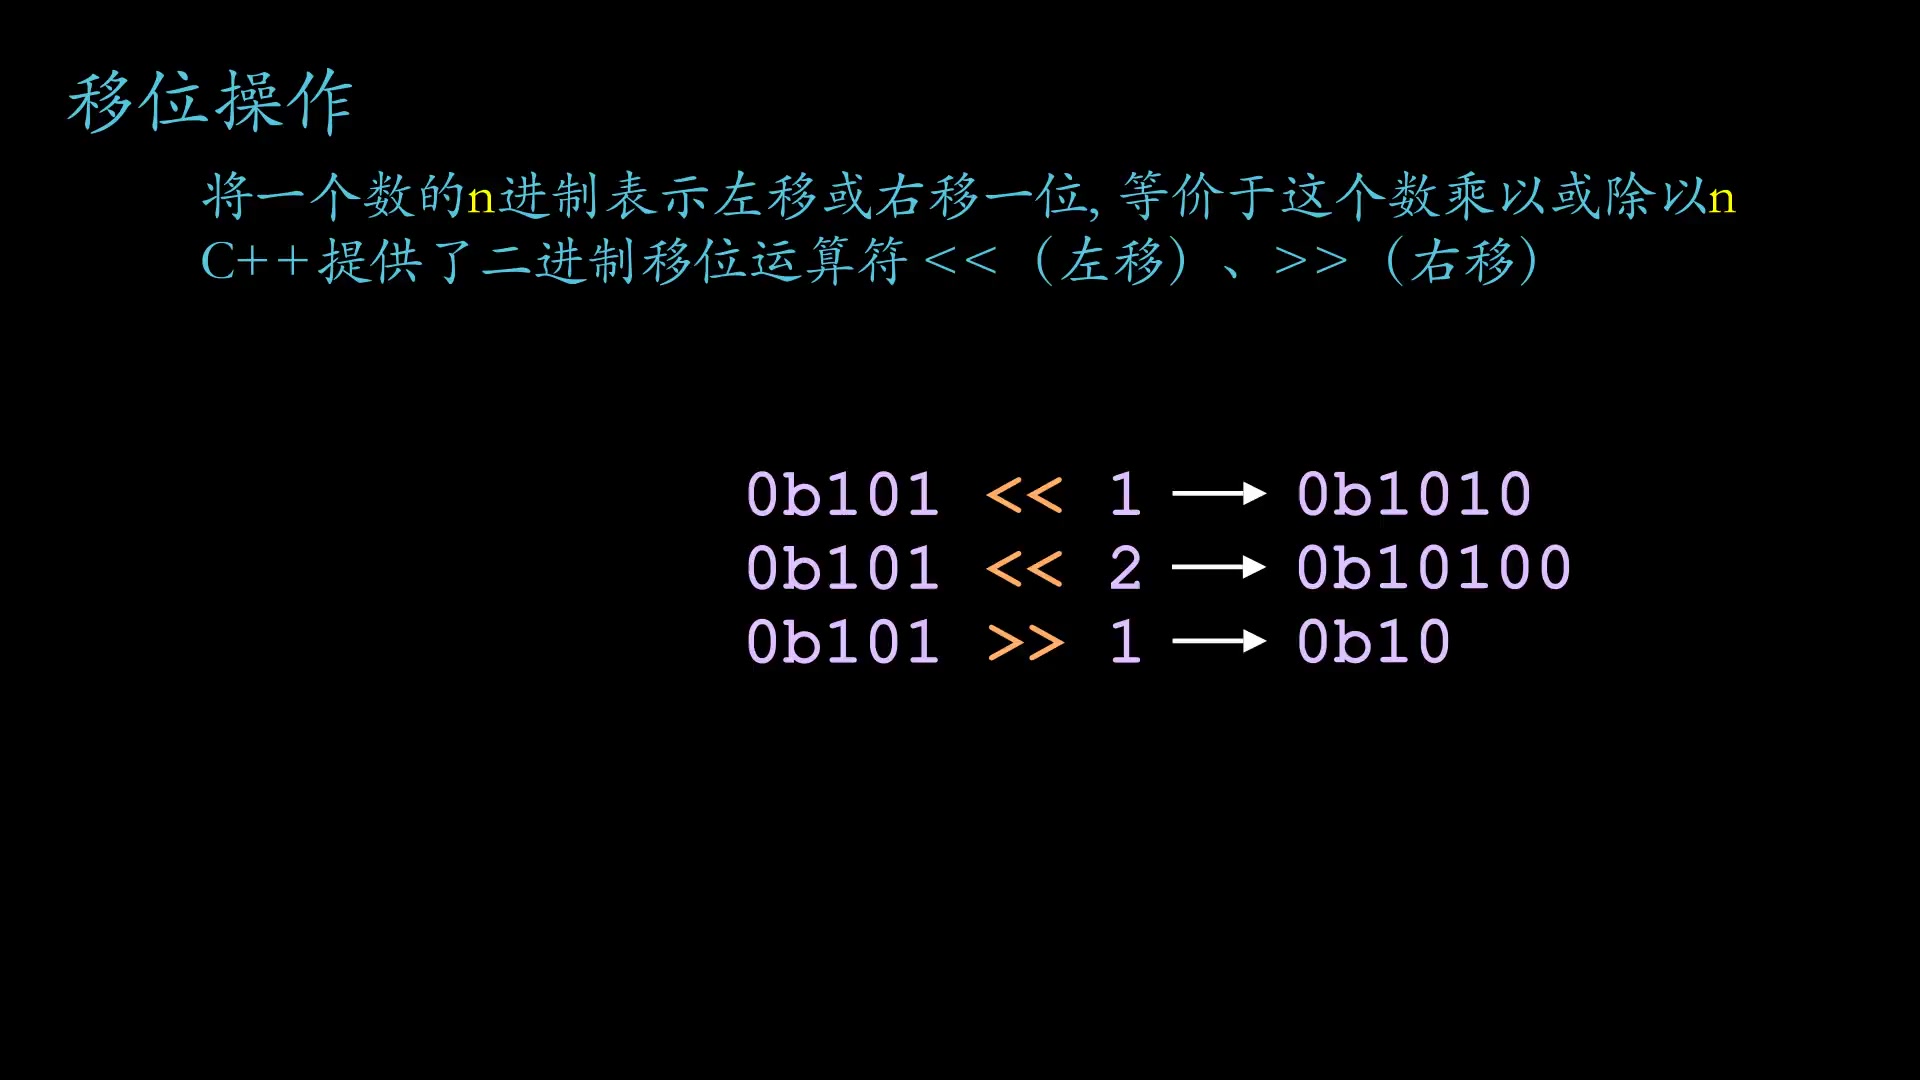 移位操作
将一个数的n进制表示左移或右移一位, 等价于这个数乘以或除以n
C++提供了二进制移位运算符 <<（左移）、>>（右移）
0b101 << 1 → 0b1010
0b101 << 2 → 0b10100
0b101 >> 1 → 0b10